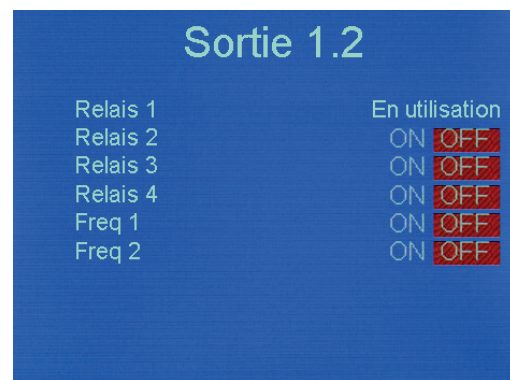 Sortie 1.2
Relais 1 En utilisation
Relais 2 ON OFF
Relais 3 ON OFF
Relais 4 ON OFF
Freq 1 ON OFF
Freq 2 ON OFF